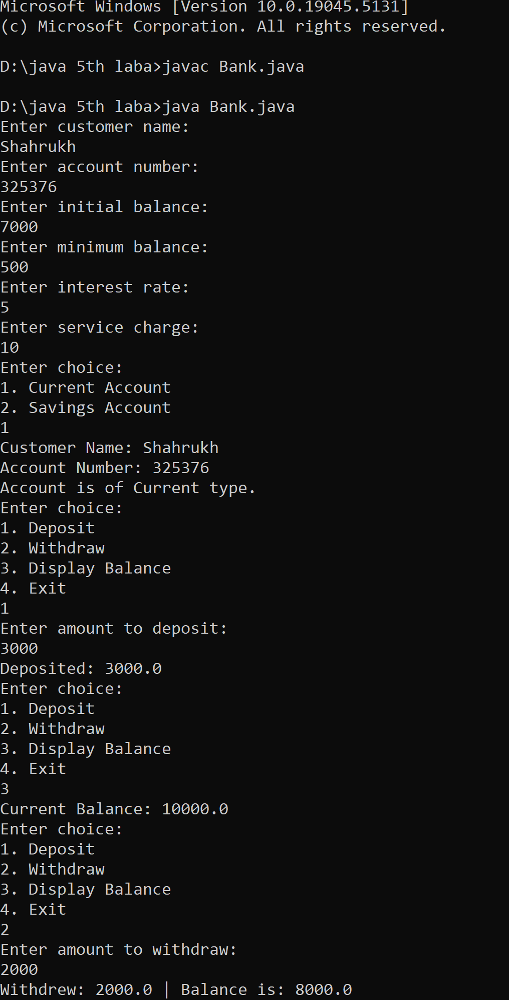 Microsoft Windows [Version 10.0.19045.5131]
(c) Microsoft Corporation. All rights reserved.
D:\java 5th laba>javac Bank.java
D:\java 5th laba>java Bank.java
Enter customer name:
Shahrukh
Enter account number:
325376
Enter initial balance:
7000
Enter minimum balance:
500
Enter interest rate:
5
Enter service charge:
10
Enter choice:
1. Current Account
2. Savings Account
1
Customer Name: Shahrukh
Account Number: 325376
Account is of Current type.
Enter choice:
1. Deposit
2. Withdraw
3. Display Balance
4. Exit
1
Enter amount to deposit:
3000
Deposited: 3000.0
Enter choice:
1. Deposit
2. Withdraw
3. Display Balance
4. Exit
3
Current Balance: 10000.0
Enter choice:
1. Deposit
2. Withdraw
3. Display Balance
4. Exit
2
Enter amount to withdraw:
2000
Withdrew: 2000.0 | Balance is: 8000.0